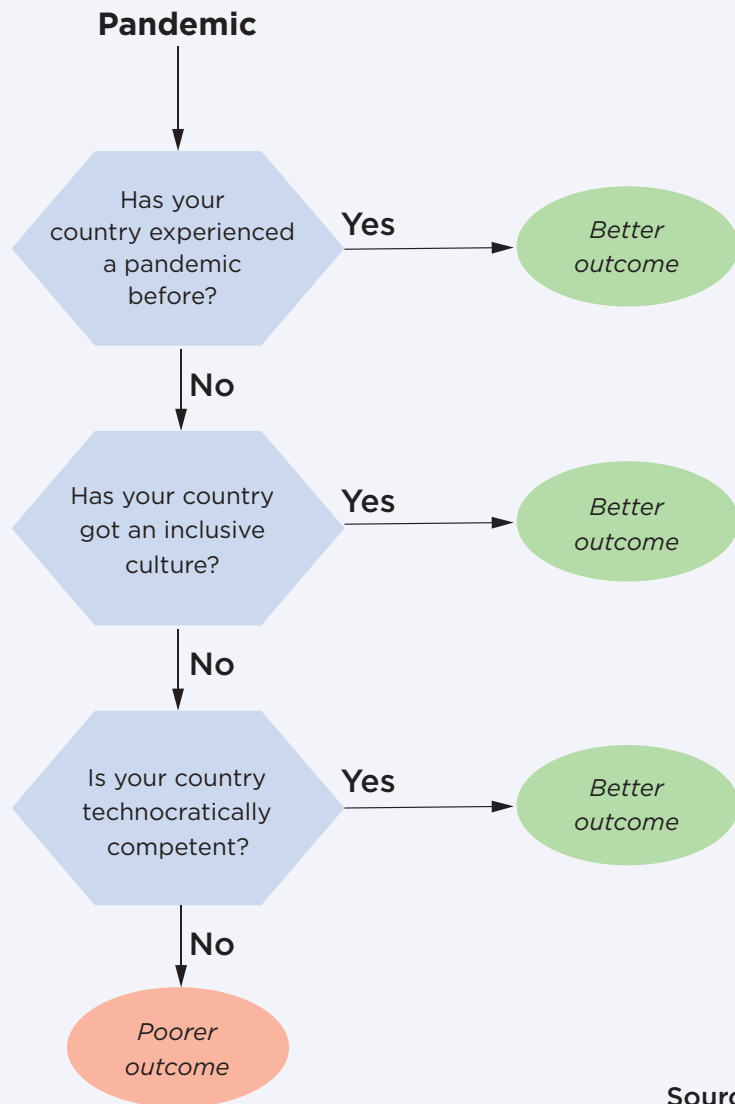 Pandemic
Has your
country experienced
a pandemic
before?
Yes
Better
outcome
No
Has your country
got an inclusive
culture?
Yes
Better
outcome
No
Is your country
technocratically
competent?
Yes
Better
outcome
No
Poorer
outcome